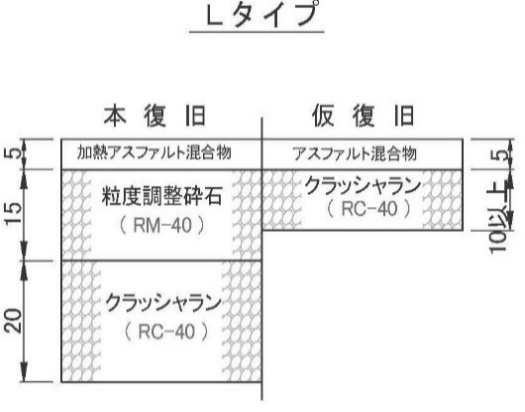 Lタイプ
本復旧
仮復旧
5
加熱アスファルト混合物
アスファルト混合物
5
15
粒度調整砕石
(RM-40)
クラッシャラン
(RC-40)
10以上
20
クラッシャラン
(RC-40)